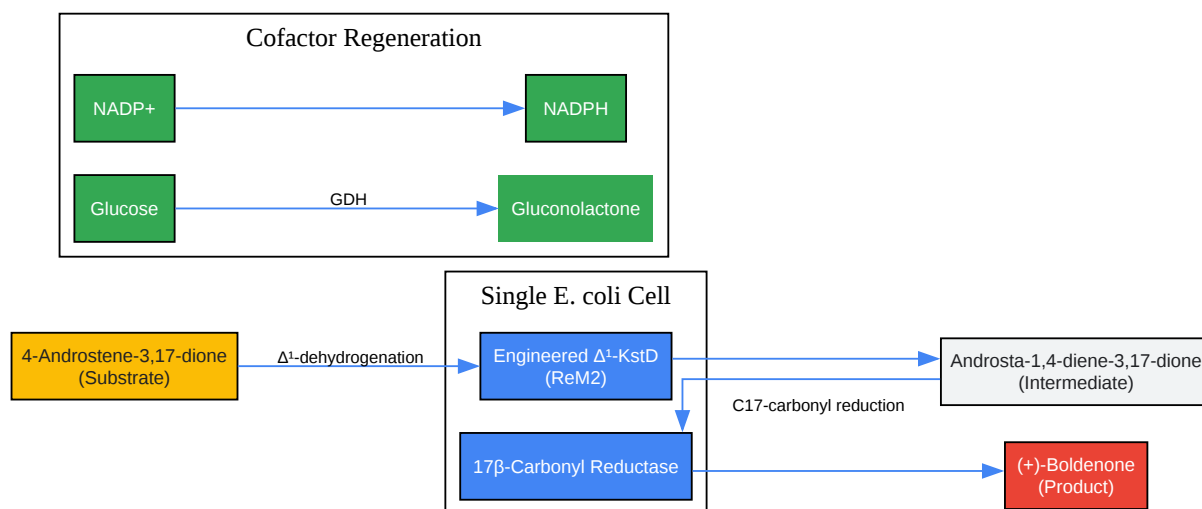 Cofactor Regeneration
NADP+
NADPH
Glucose
GDH
Gluconolactone
Single E. coli Cell
4-Androstene-3,17-dione
(Substrate)
Δ¹-dehydrogenation
Engineered Δ¹-KstD
(ReM2)
Androsta-1,4-diene-3,17-dione
(Intermediate)
C17-carbonyl reduction
17β-Carbonyl Reductase
(+)-Boldenone
(Product)